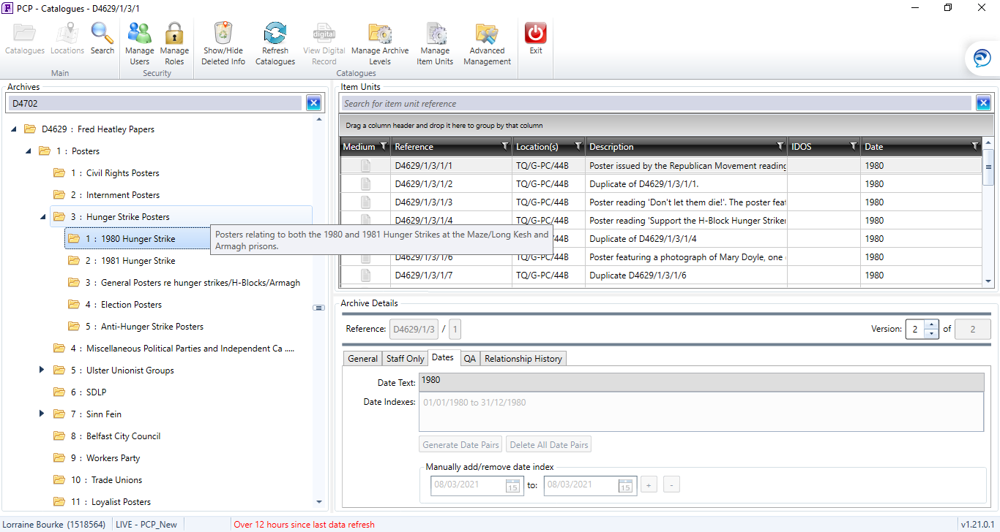 PCP - Catalogues - D4629/1/3/1
digital
Catalogues Locations Search Manage Users Manage Roles Show/Hide Deleted Info Refresh Catalogues View Digital Record Manage Archive Levels Manage Item Units Advanced Management Exit
Main Security Catalogues
Archives
D4702
D4629 : Fred Heatley Papers
1 : Posters
1 : Civil Rights Posters
2 : Internment Posters
3 : Hunger Strike Posters
1 : 1980 Hunger Strike
2 : 1981 Hunger Strike
3 : General Posters re hunger strikes/H-Blocks/Armagh
4 : Election Posters
5 : Anti-Hunger Strike Posters
4 : Miscellaneous Political Parties and Independent Ca .....
5 : Ulster Unionist Groups
6 : SDLP
7 : Sinn Fein
8 : Belfast City Council
9 : Workers Party
10 : Trade Unions
11 : Loyalist Posters
Posters relating to both the 1980 and 1981 Hunger Strikes at the Maze/Long Kesh and
Armagh prisons.
Item Units
Search for item unit reference
Drag a column header and drop it here to group by that column
Medium Reference Location(s) Description IDOS Date
D4629/1/3/1/1 TQ/G-PC/44B Poster issued by the Republican Movement reading 1980
D4629/1/3/1/2 TQ/G-PC/44B Duplicate of D4629/1/3/1/1. 1980
D4629/1/3/1/3 TQ/G-PC/44B Poster reading 'Don't let them die!'. The poster feat 1980
D4629/1/3/1/4 TQ/G-PC/44B Poster reading 'Support the H-Block Hunger Striker 1980
Duplicate of D4629/1/3/1/4 1980
D4629/1/3/1/6 TQ/G-PC/44B Poster featuring a photograph of Mary Doyle, one 1980
D4629/1/3/1/7 TQ/G-PC/44B Duplicate D4629/1/3/1/6 1980
Archive Details
Reference: D4629/1/3 / 1 Version: 2 of 2
General Staff Only Dates QA Relationship History
Date Text: 1980
Date Indexes: 01/01/1980 to 31/12/1980
Generate Date Pairs Delete All Date Pairs
Manually add/remove date index
08/03/2021 15 to: 08/03/2021 15 + -
Lorraine Bourke (1518564) LIVE - PCP_New Over 12 hours since last data refresh v1.21.0.1